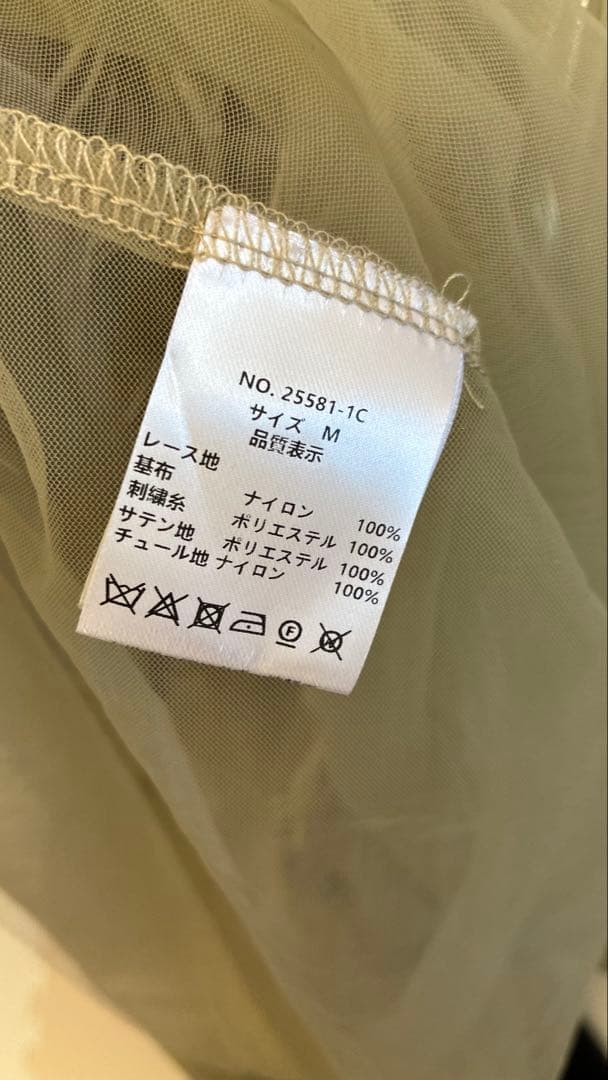 NO. 25581-1C
サイズ M
品質表示
レース地
基布 ナイロン 100%
刺繍糸 ポリエステル 100%
サテン地 ポリエステル 100%
チュール地 ナイロン 100%
F